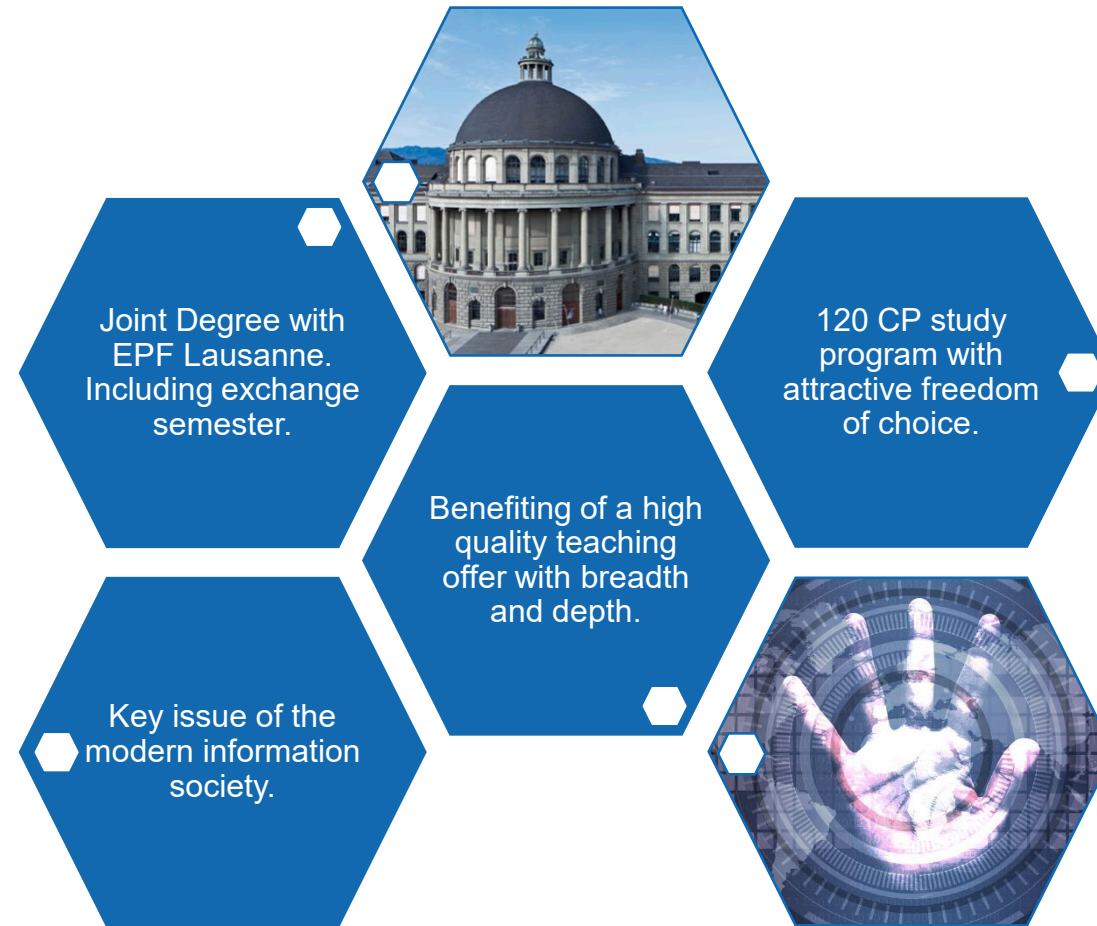 Joint Degree with
EPF Lausanne.
Including exchange
semester.
120 CP study
program with
attractive freedom
of choice.
Benefiting of a high
quality teaching
offer with breadth
and depth.
Key issue of the
modern information
society.